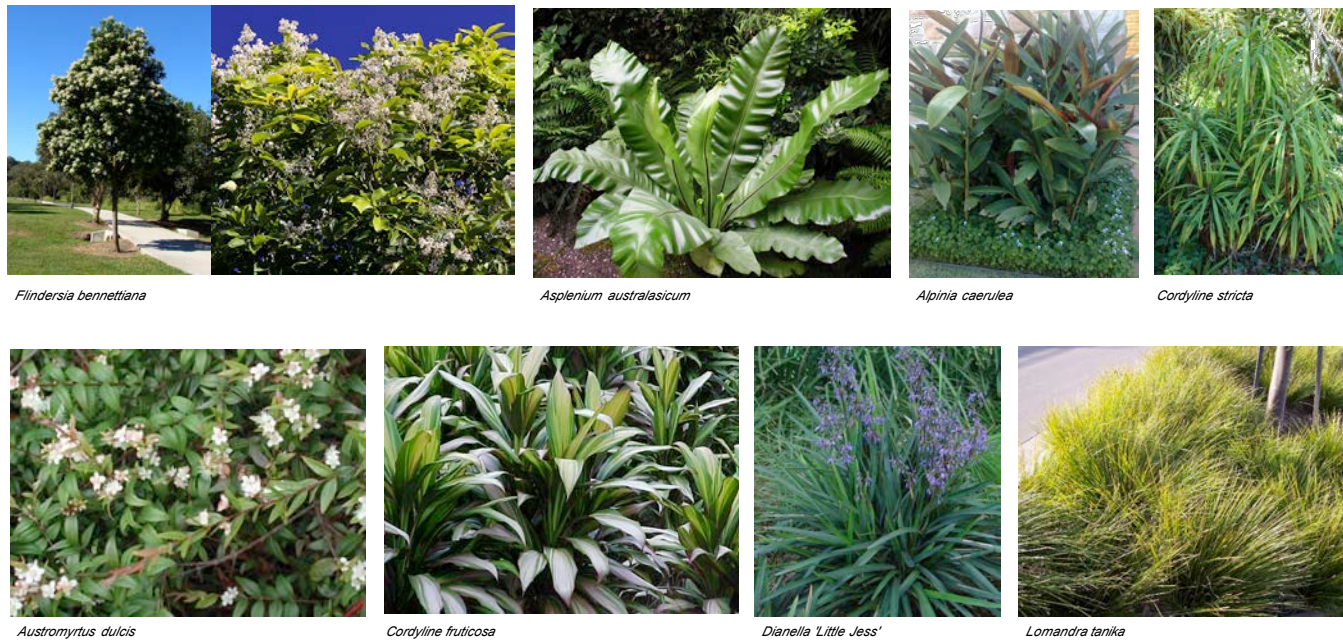 Flindersia bennettiana
Asplenium australasicum
Alpinia caerulea
Cordyline stricta
Austromyrtus dulcis
Cordyline fruticosa
Dianella 'Little Jess'
Lomandra tanika